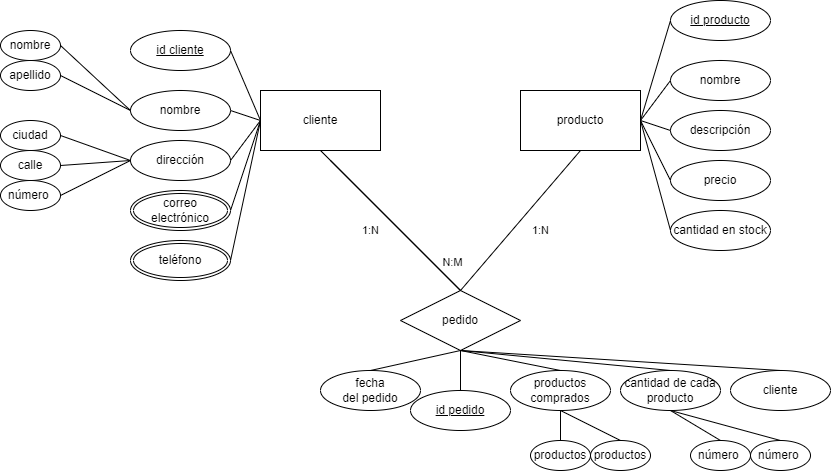 id producto
nombre
id cliente
apellido
nombre
nombre
cliente
producto
ciudad
descripción
dirección
calle
precio
número
correo
electrónico
1:N
1:N
cantidad en stock
teléfono
N:M
pedido
fecha
del pedido
productos
comprados
cantidad de cada
producto
cliente
id pedido
productos
productos
número
número